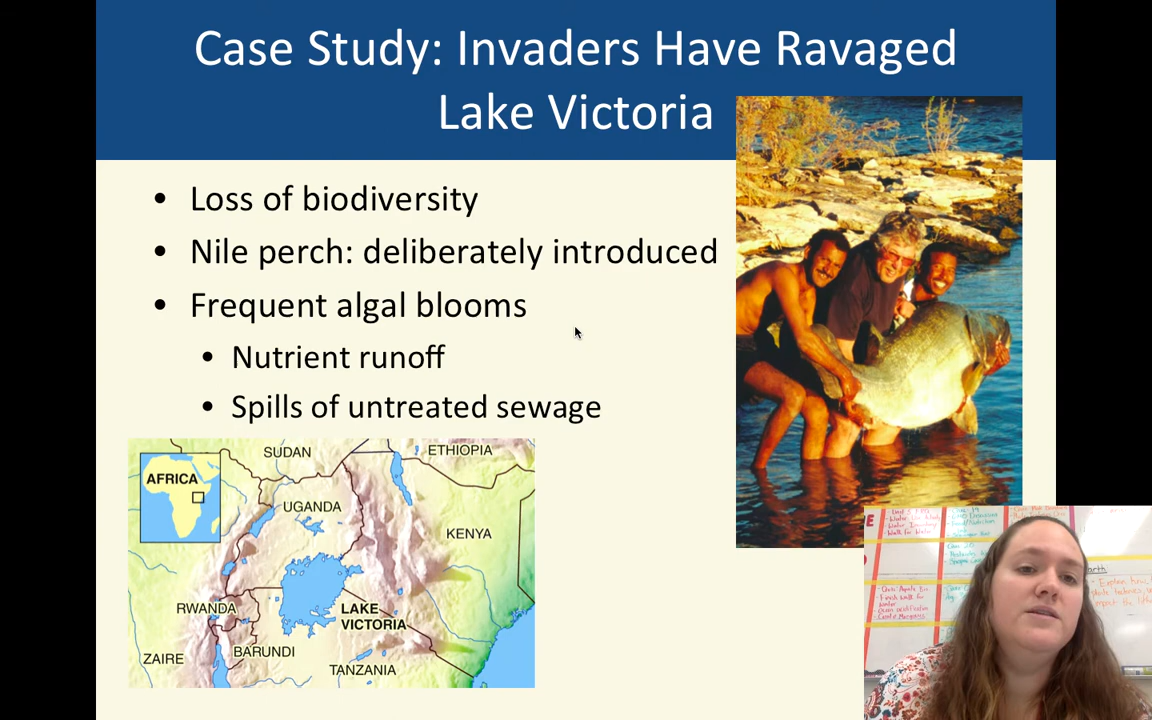 Case Study: Invaders Have Ravaged
Lake Victoria
• Loss of biodiversity
• Nile perch: deliberately introduced
• Frequent algal blooms
• Nutrient runoff
• Spills of untreated sewage
SUDAN
ETHIOPIA
AFRICA
UGANDA
KENYA
RWANDA
LAKE
VICTORIA
BARUNDI
ZAIRE
TANZANIA